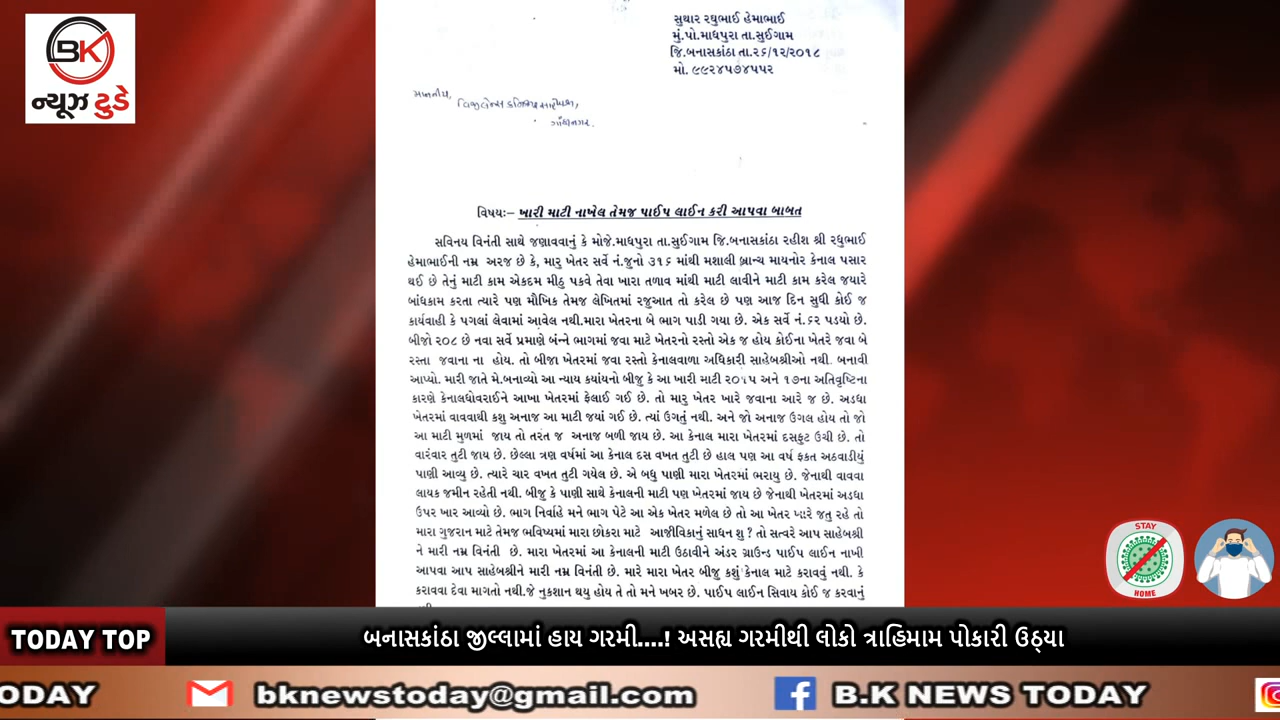 BK
ન્યૂઝ ટુડે
સુથાર રઘુભાઈ હેમાભાઈ
મું.પો.માધપુરા તા.સુઈગામ
જિ.બનાસકાંઠા તા.૨૬/૧૨/૨૦૧૮
મો. ૯૯૨૪૫૭૪૫૫૨
ગાંધીનગર.
વિષયઃ– ખારી માટી નાખેલ તેમજ પાઈપ લાઈન કરી આપવા બાબત
સવિનય વિનંતી સાથે જણાવવાનું કે મોજે.માધપુરા તા.સુઈગામ જિ.બનાસકાંઠા રહીશ શ્રી રઘુભાઈ
હેમાભાઈની નમ્ર અરજ છે કે, મારુ ખેતર સર્વે નં.જુનો ૩૧૬ માંથી મશાલી બ્રાન્ચ માયનોર કેનાલ પસાર
થઈ છે તેનું માટી કામ એકદમ મીઠુ પકવે તેવા ખારા તળાવ માંથી માટી લાવીને માટી કામ કરેલ જયારે
બાંધકામ કરતા ત્યારે પણ મૌખિક તેમજ લેખિતમાં રજુઆત તો કરેલ છે પણ આજ દિન સુધી કોઈ જ
કાર્યવાહી કે પગલાં લેવામાં આવેલ નથી.મારા ખેતરના બે ભાગ પાડી ગયા છે. એક સર્વે નં.૬૨ પડયો છે.
બીજો ૨૦૮ છે નવા સર્વે પ્રમાણે બંન્ને ભાગમાં જવા માટે ખેતરનો રસ્તો એક જ હોય કોઈના ખેતરે જવા બે
રસ્તા જવાના ના હોય. તો બીજા ખેતરમાં જવા રસ્તો કેનાલવાળા અધિકારી સાહેબશ્રીઓ નથી. બનાવી
આપ્યો. મારી જાતે મે.બનાવ્યો આ ન્યાય કયાંયનો બીજુ કે આ ખારી માટી ૨૦૧૫ અને ૧૭ના અતિવૃષ્ટિના
કારણે કેનાલધોવરાઈને આખા ખેતરમાં ફેલાઈ ગઈ છે. તો મારુ ખેતર ખારે જવાના આરે જ છે. અડધા
ખેતરમાં વાવવાથી કશુ અનાજ આ માટી જયાં ગઈ છે. ત્યાં ઉગતું નથી. અને જો અનાજ ઉગલ હોય તો જો
આ માટી મુળમાં જાય તો તરંત જ અનાજ બળી જાય છે. આ કેનાલ મારા ખેતરમાં દસફુટ ઉચી છે. તો
વારંવાર તુટી જાય છે. છેલ્લા ત્રણ વર્ષમાં આ કેનાલ દસ વખત તુટી છે હાલ પણ આ વર્ષ ફકત અઠવાડીયું
પાણી આવ્યુ છે. ત્યારે ચાર વખત તુટી ગયેલ છે. એ બધુ પાણી મારા ખેતરમાં ભરાયુ છે. જેનાથી વાવવા
લાયક જમીન રહેતી નથી. બીજુ કે પાણી સાથે કેનાલની માટી પણ ખેતરમાં જાય છે જેનાથી ખેતરમાં અડધા
ઉપર ખાર આવ્યો છે. ભાગ નિર્વાહે મને ભાગ પેટે આ એક ખેતર મળેલ છે તો આ ખેતર ખારે જતુ રહે તો
મારા ગુજરાન માટે તેમજ ભવિષ્યમાં મારા છોકરા માટે આજીવિકાનું સાધન શુ ? તો સત્વરે આપ સાહેબશ્રી
ને મારી નમ્ર વિનંતી છે. મારા ખેતરમાં આ કેનાલની માટી ઉઠાવીને અંડર ગ્રાઉન્ડ પાઈપ લાઈન નાખી
આપવા આપ સાહેબશ્રીને મારી નમ્ર વિનંતી છે. મારે મારા ખેતર બીજુ કશું કેનાલ માટે કરાવવું નથી. કે
કરાવવા દેવા માગતો નથી.જે નુકશાન થયુ હોય તે તો મને ખબર છે. પાઈપ લાઈન સિવાય કોઈ જ કરવાનું
STAY
HOME
TODAY TOP
બનાસકાંઠા જીલ્લામાં હાય ગરમી....! અસહ્ય ગરમીથી લોકો ત્રાહિમામ પોકારી ઉઠ્યા
TODAY
bknewstoday@gmail.com
B.K NEWS TODAY